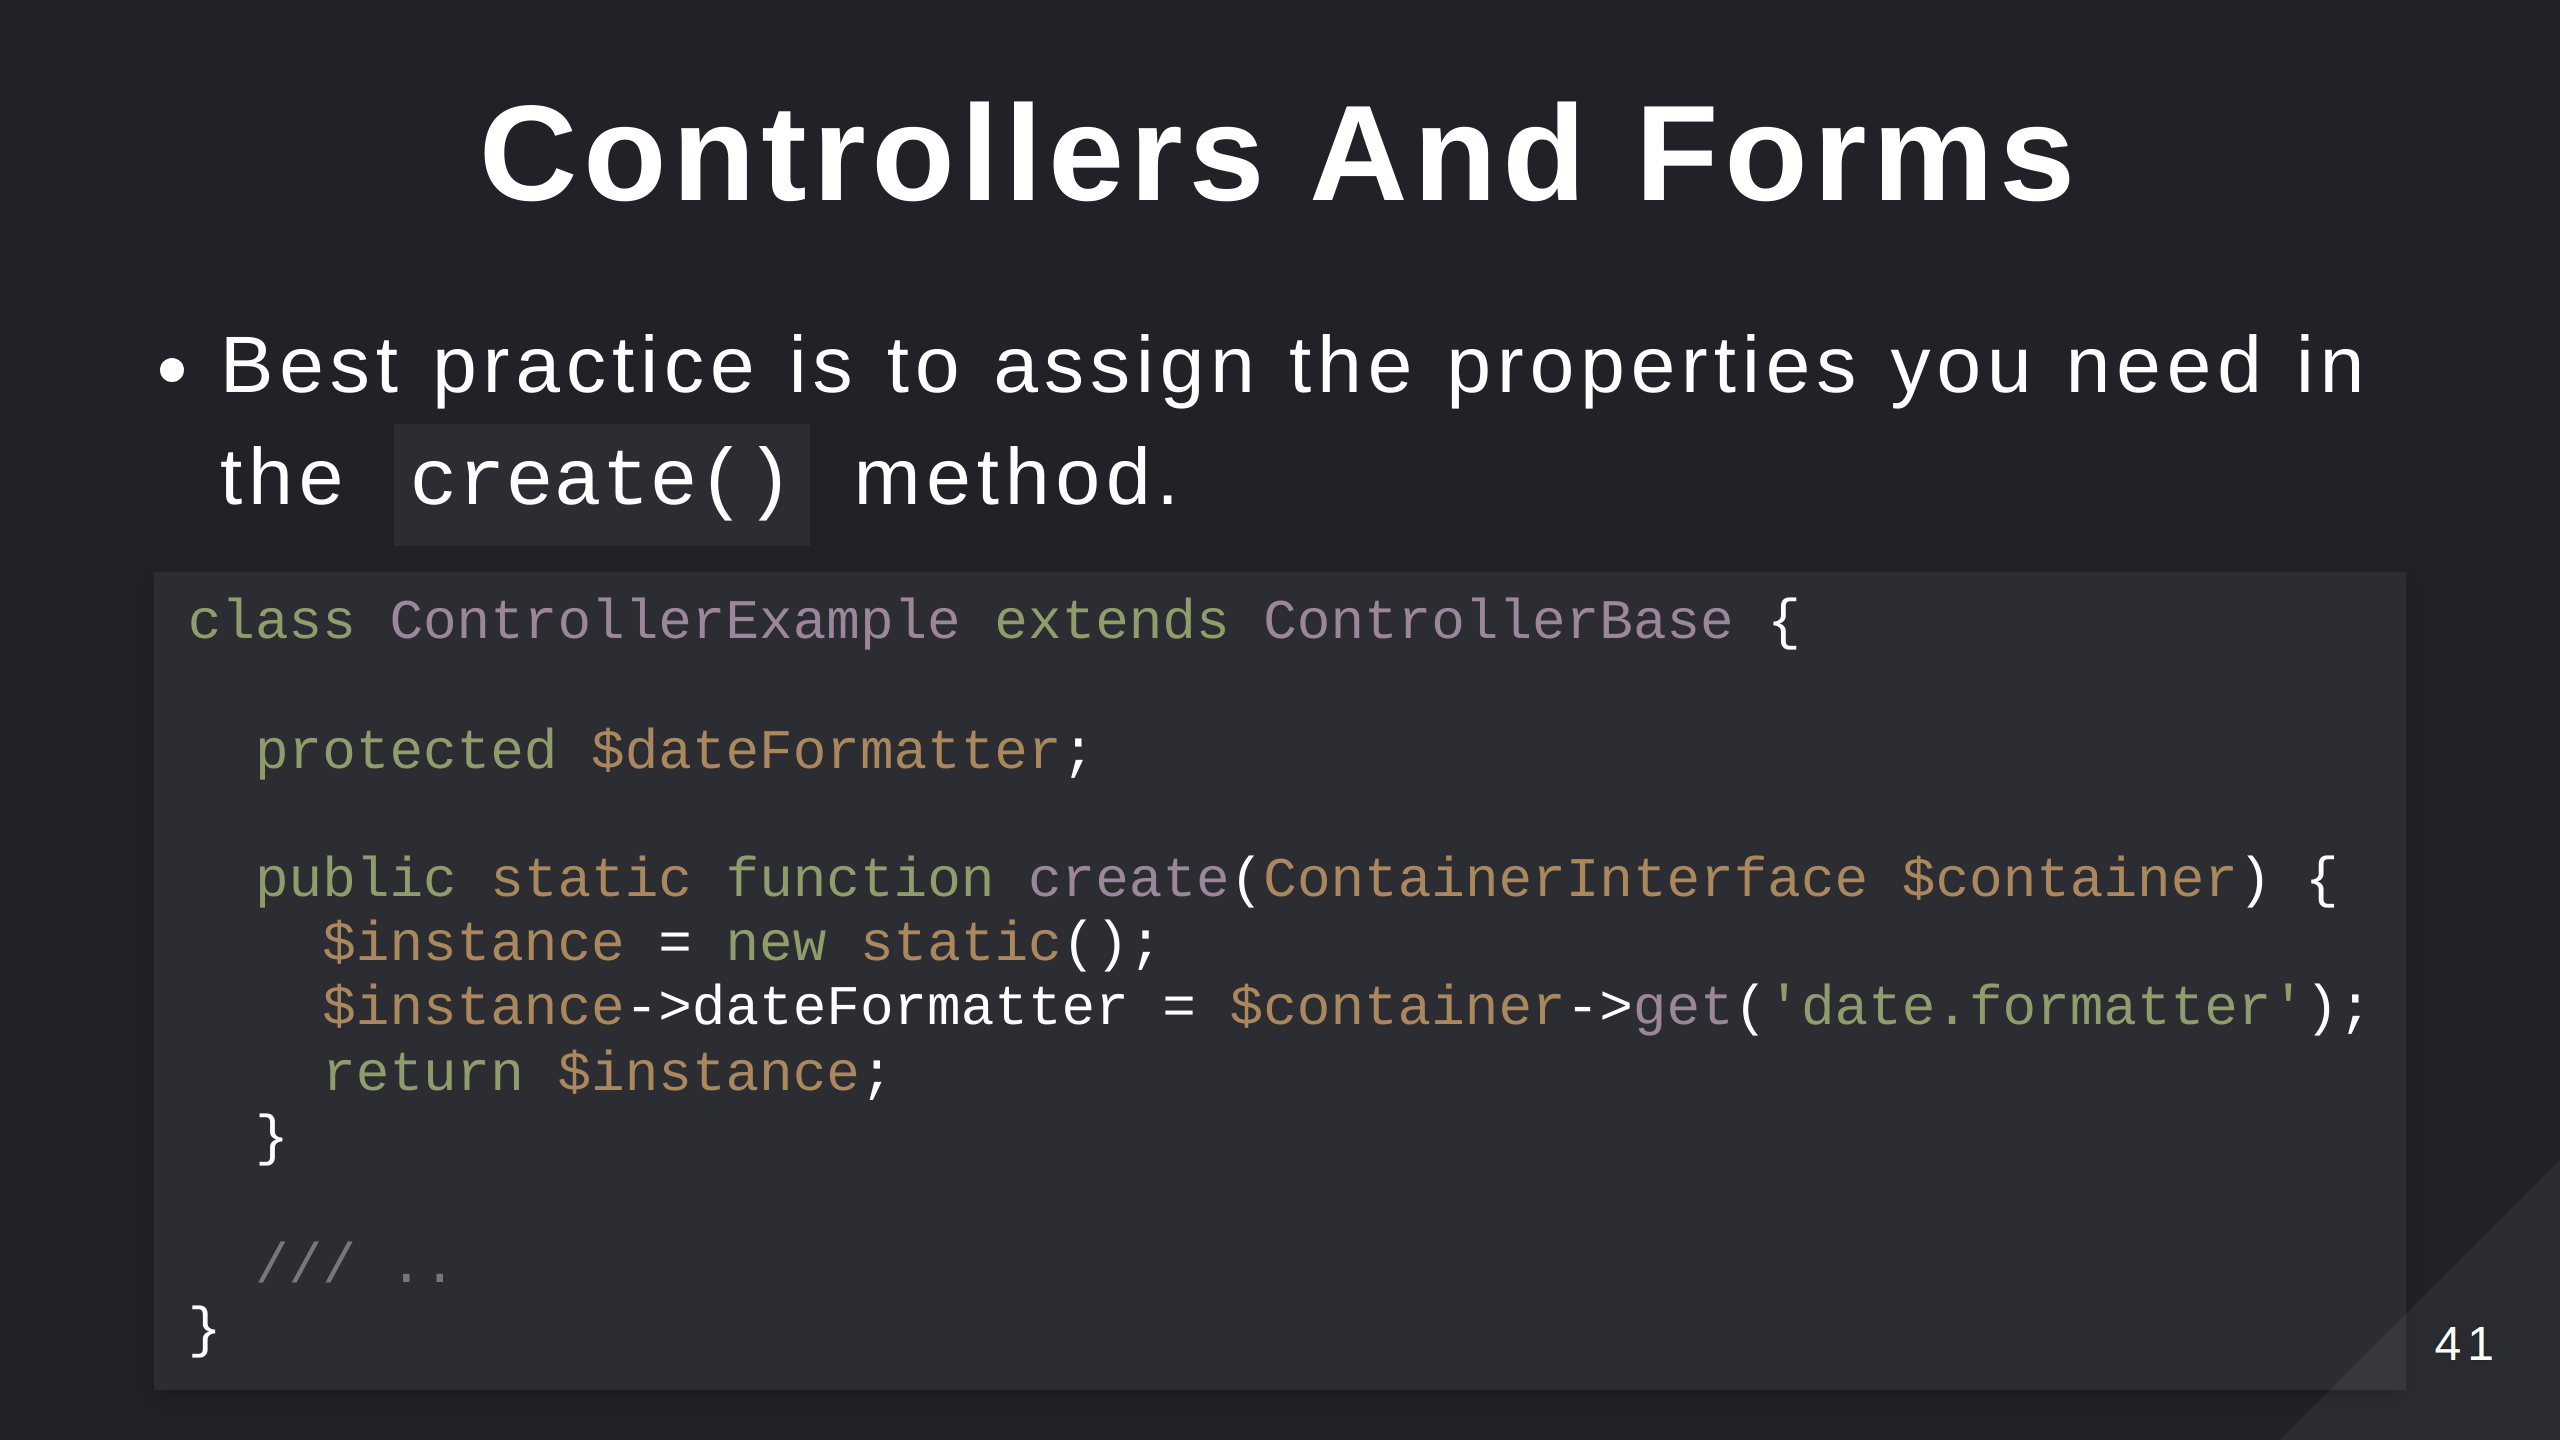 Controllers And Forms
• Best practice is to assign the properties you need in
the create() method.
class ControllerExample extends ControllerBase {

  protected $dateFormatter;

  public static function create(ContainerInterface $container) {
    $instance = new static();
    $instance->dateFormatter = $container->get('date.formatter');
    return $instance;
  }

  /// ..
}
41